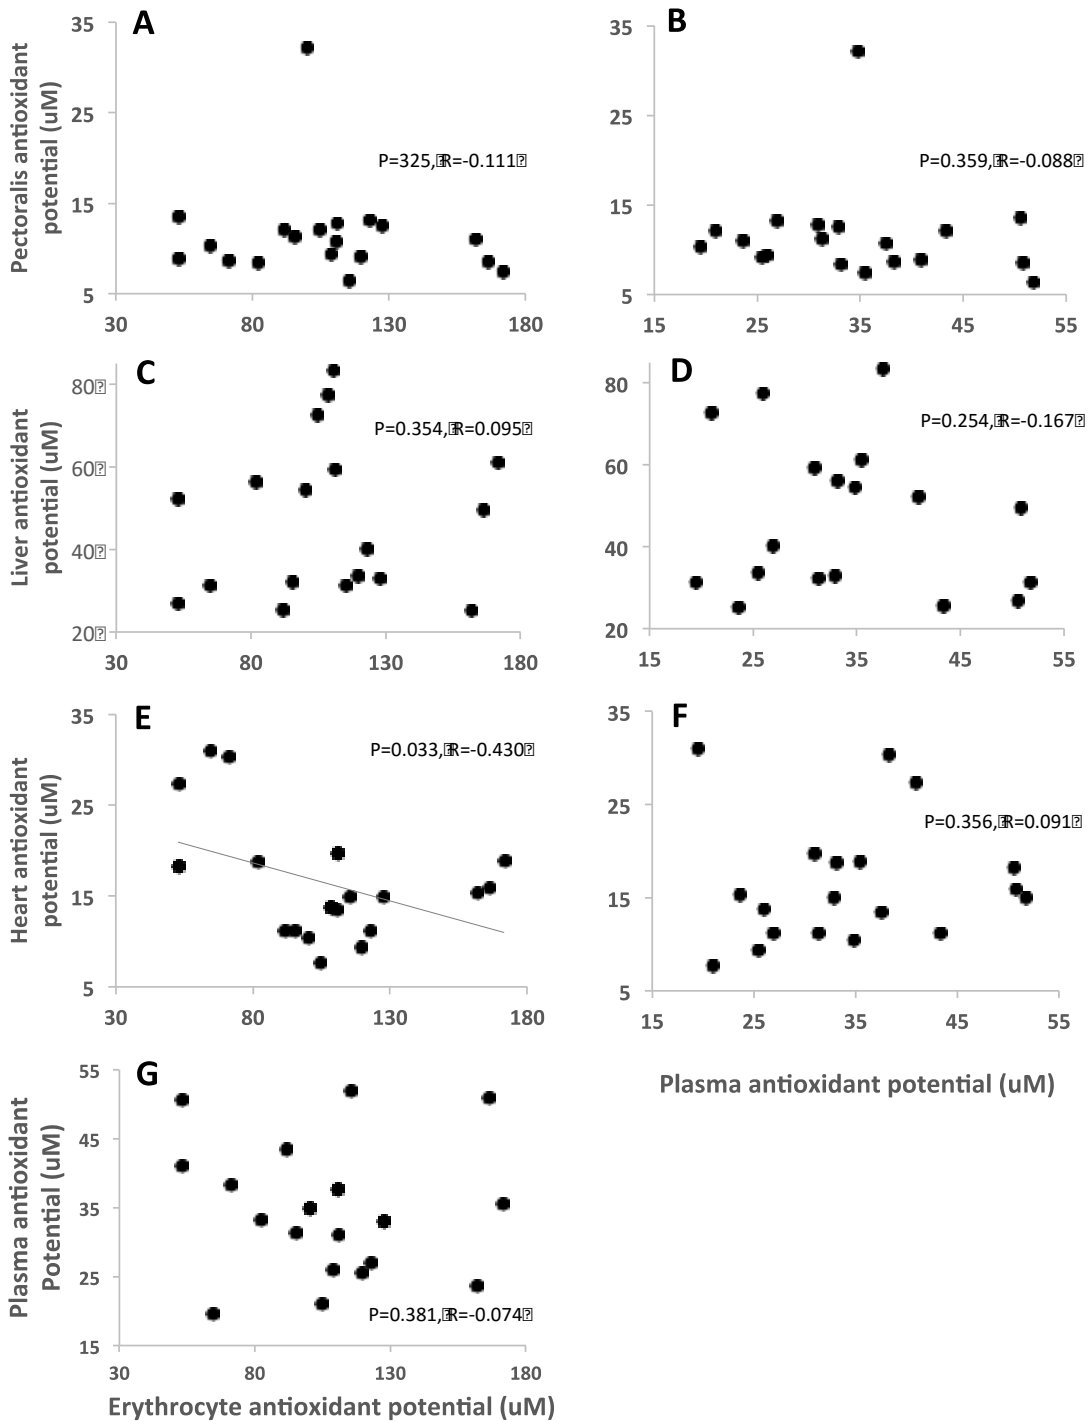 A
35
25
15
5
30 80 130 180
Pectoralis antioxidant
potential (uM)
P=325, R=-0.111
B
35
25
15
5
15 25 35 45 55
P=0.359, R=-0.088
C
80
60
40
20
30 80 130 180
Liver antioxidant
potential (uM)
P=0.354, R=0.095
D
80
60
40
20
15 25 35 45 55
P=0.254, R=-0.167
E
35
25
15
5
30 80 130 180
Heart antioxidant
potential (uM)
P=0.033, R=-0.430
F
35
25
15
5
15 25 35 45 55
P=0.356, R=0.091
Plasma antioxidant potential (uM)
G
55
45
35
25
15
30 80 130 180
Plasma antioxidant
Potential (uM)
P=0.381, R=-0.074
Erythrocyte antioxidant potential (uM)